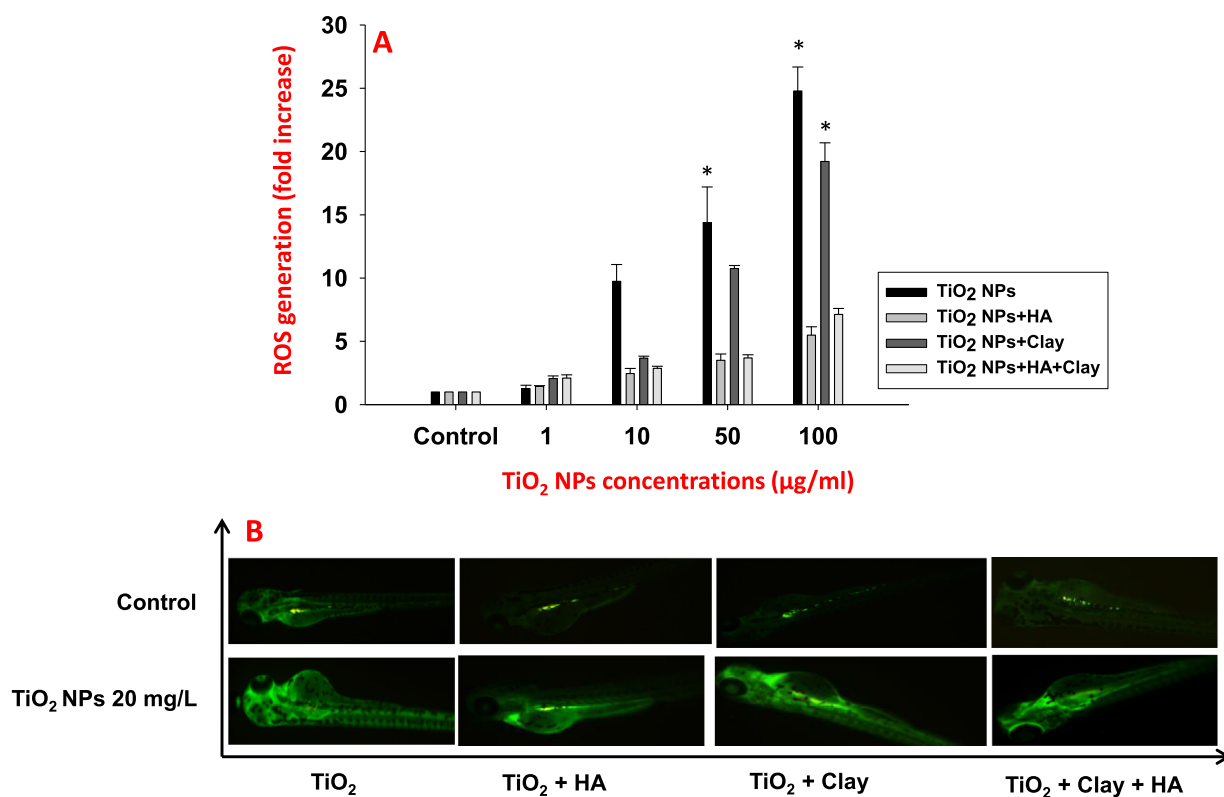 A
ROS generation (fold increase)
30
25
20
15
10
5
0
*
*
*
Control 1 10 50 100
TiO₂ NPs concentrations (µg/ml)
TiO₂ NPs
TiO₂ NPs+HA
TiO₂ NPs+Clay
TiO₂ NPs+HA+Clay
B
Control
TiO₂ NPs 20 mg/L
TiO₂ TiO₂ + HA TiO₂ + Clay TiO₂ + Clay + HA